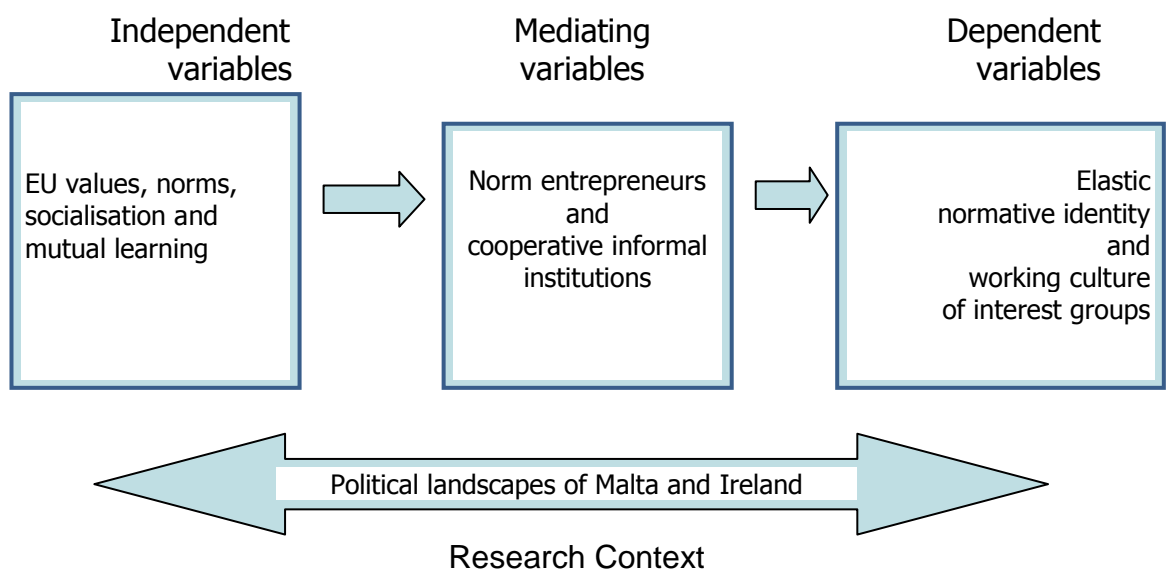 Independent
variables
Mediating
variables
Dependent
variables
EU values, norms,
socialisation and
mutual learning
Norm entrepreneurs
and
cooperative informal
institutions
Elastic
normative identity
and
working culture
of interest groups
Political landscapes of Malta and Ireland
Research Context